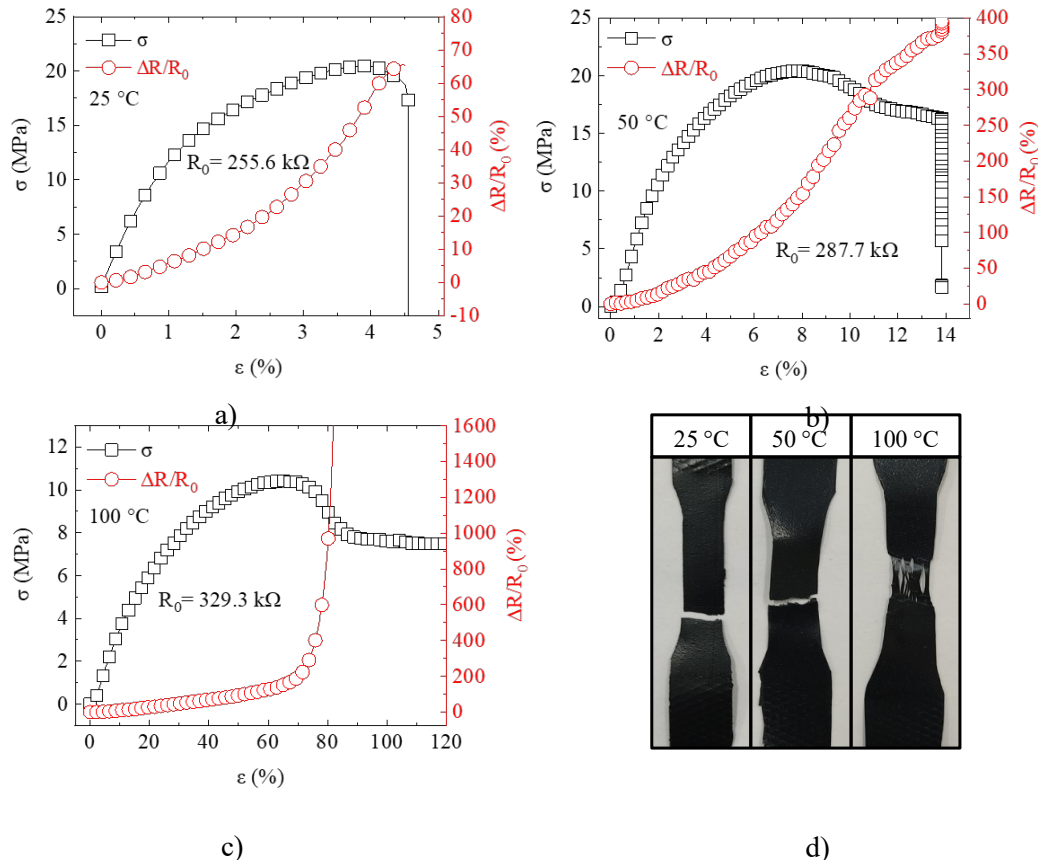 25
20
15
10
5
0
σ (MPa)
σ
ΔR/R₀
25 °C
R₀= 255.6 kΩ
80
70
60
50
40
30
20
10
0
-10
ΔR/R₀ (%)
0 1 2 3 4 5
ε (%)
a)
25
20
15
10
5
0
σ (MPa)
σ
ΔR/R₀
50 °C
R₀= 287.7 kΩ
400
350
300
250
200
150
100
50
0
ΔR/R₀ (%)
0 2 4 6 8 10 12 14
ε (%)
b)
12
10
8
6
4
2
0
σ (MPa)
σ
ΔR/R₀
100 °C
R₀= 329.3 kΩ
1600
1400
1200
1000
800
600
400
200
0
ΔR/R₀ (%)
0 20 40 60 80 100 120
ε (%)
c)
25 °C 50 °C 100 °C
d)